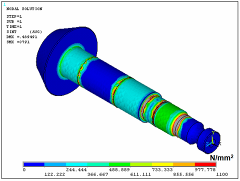 NODAL SOLUTION
STEP=1
SUB =1
TIME=1
SINT (AVG)
N/mm²
0
244.444
488.889
733.333
977.778
122.222
366.667
611.111
855.556
1100